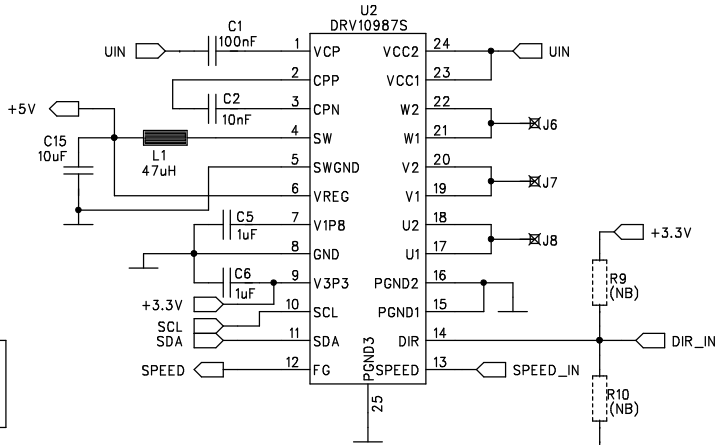 U2
DRV10987S
UIN
C1
100nF
1
VCP
VCC2
24
UIN
2
CPP
VCC1
23
+5V
C2
10nF
3
CPN
W2
22
C15
10uF
L1
47uH
4
SW
W1
21
J6
5
SWGND
V2
20
6
VREG
V1
19
J7
C5
1uF
7
V1P8
U2
18
8
GND
U1
17
J8
+3.3V
C6
1uF
9
V3P3
PGND2
16
R9
(NB)
+3.3V
10
SCL
PGND1
15
SCL
SDA
11
SDA
DIR
14
DIR_IN
SPEED
12
FG
SPEED
13
SPEED_IN
PGND3
25
R10
(NB)